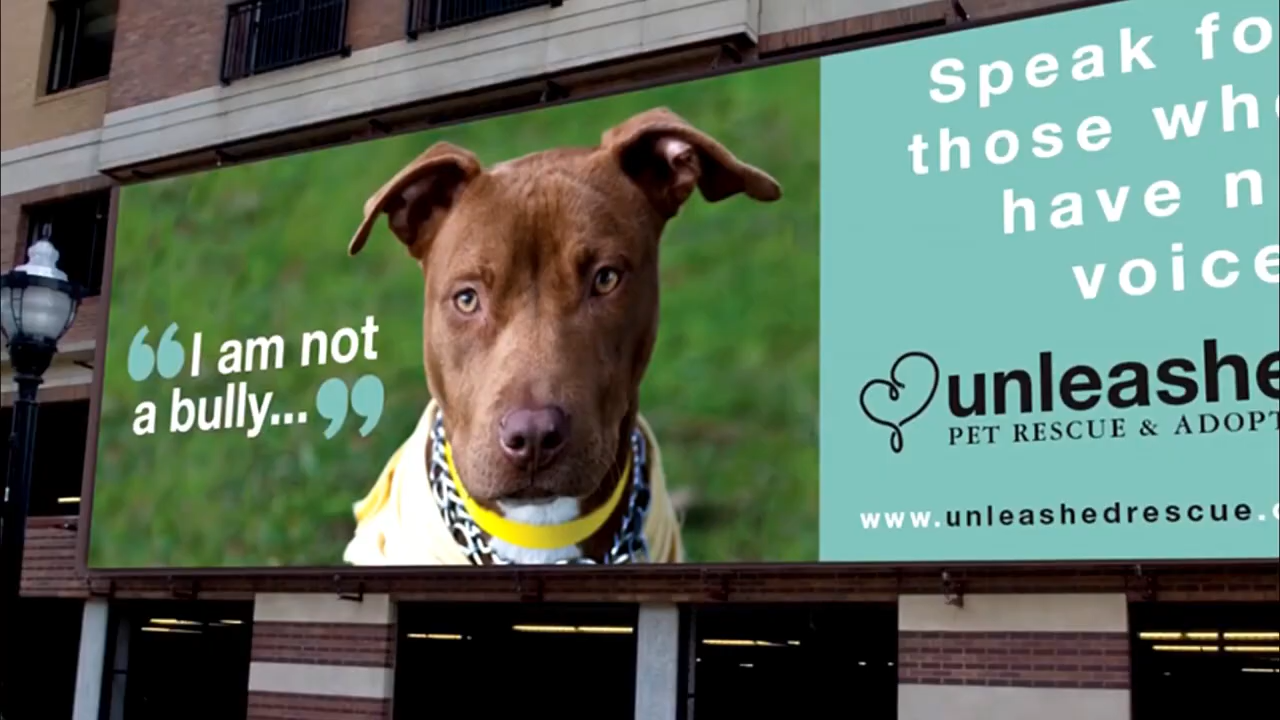 “I am not
a bully...”
Speak fo
those wh
have n
voice
unleashe
PET RESCUE & ADOPT
www.unleashedrescue.